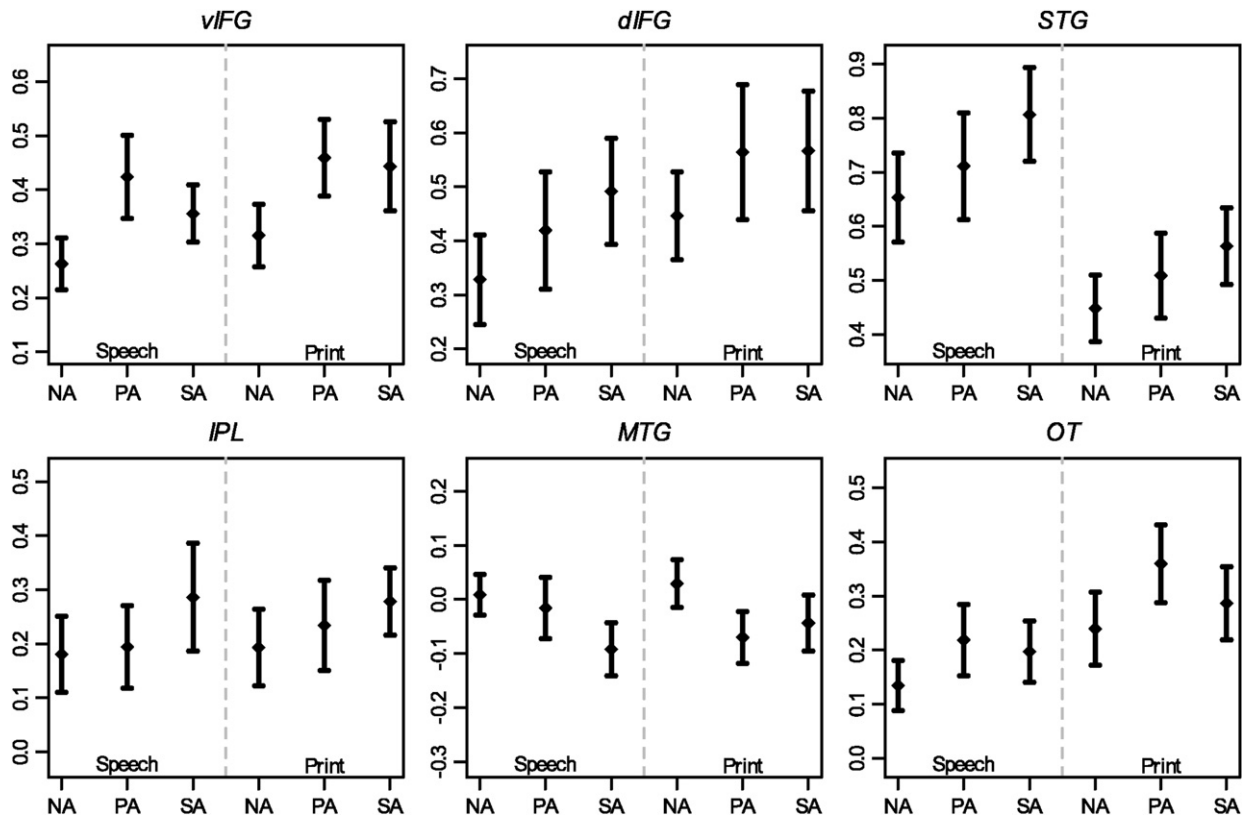 vIFG
dIFG
STG
0.6
0.5
0.4
0.3
0.2
0.1
Speech
Print
NA PA SA NA PA SA
0.7
0.6
0.5
0.4
0.3
0.2
Speech
Print
NA PA SA NA PA SA
0.9
0.8
0.7
0.6
0.5
0.4
Speech
Print
NA PA SA NA PA SA
IPL
MTG
OT
0.5
0.4
0.3
0.2
0.1
0.0
Speech
Print
NA PA SA NA PA SA
0.2
0.1
0.0
-0.1
-0.2
-0.3
Speech
Print
NA PA SA NA PA SA
0.5
0.4
0.3
0.2
0.1
0.0
Speech
Print
NA PA SA NA PA SA